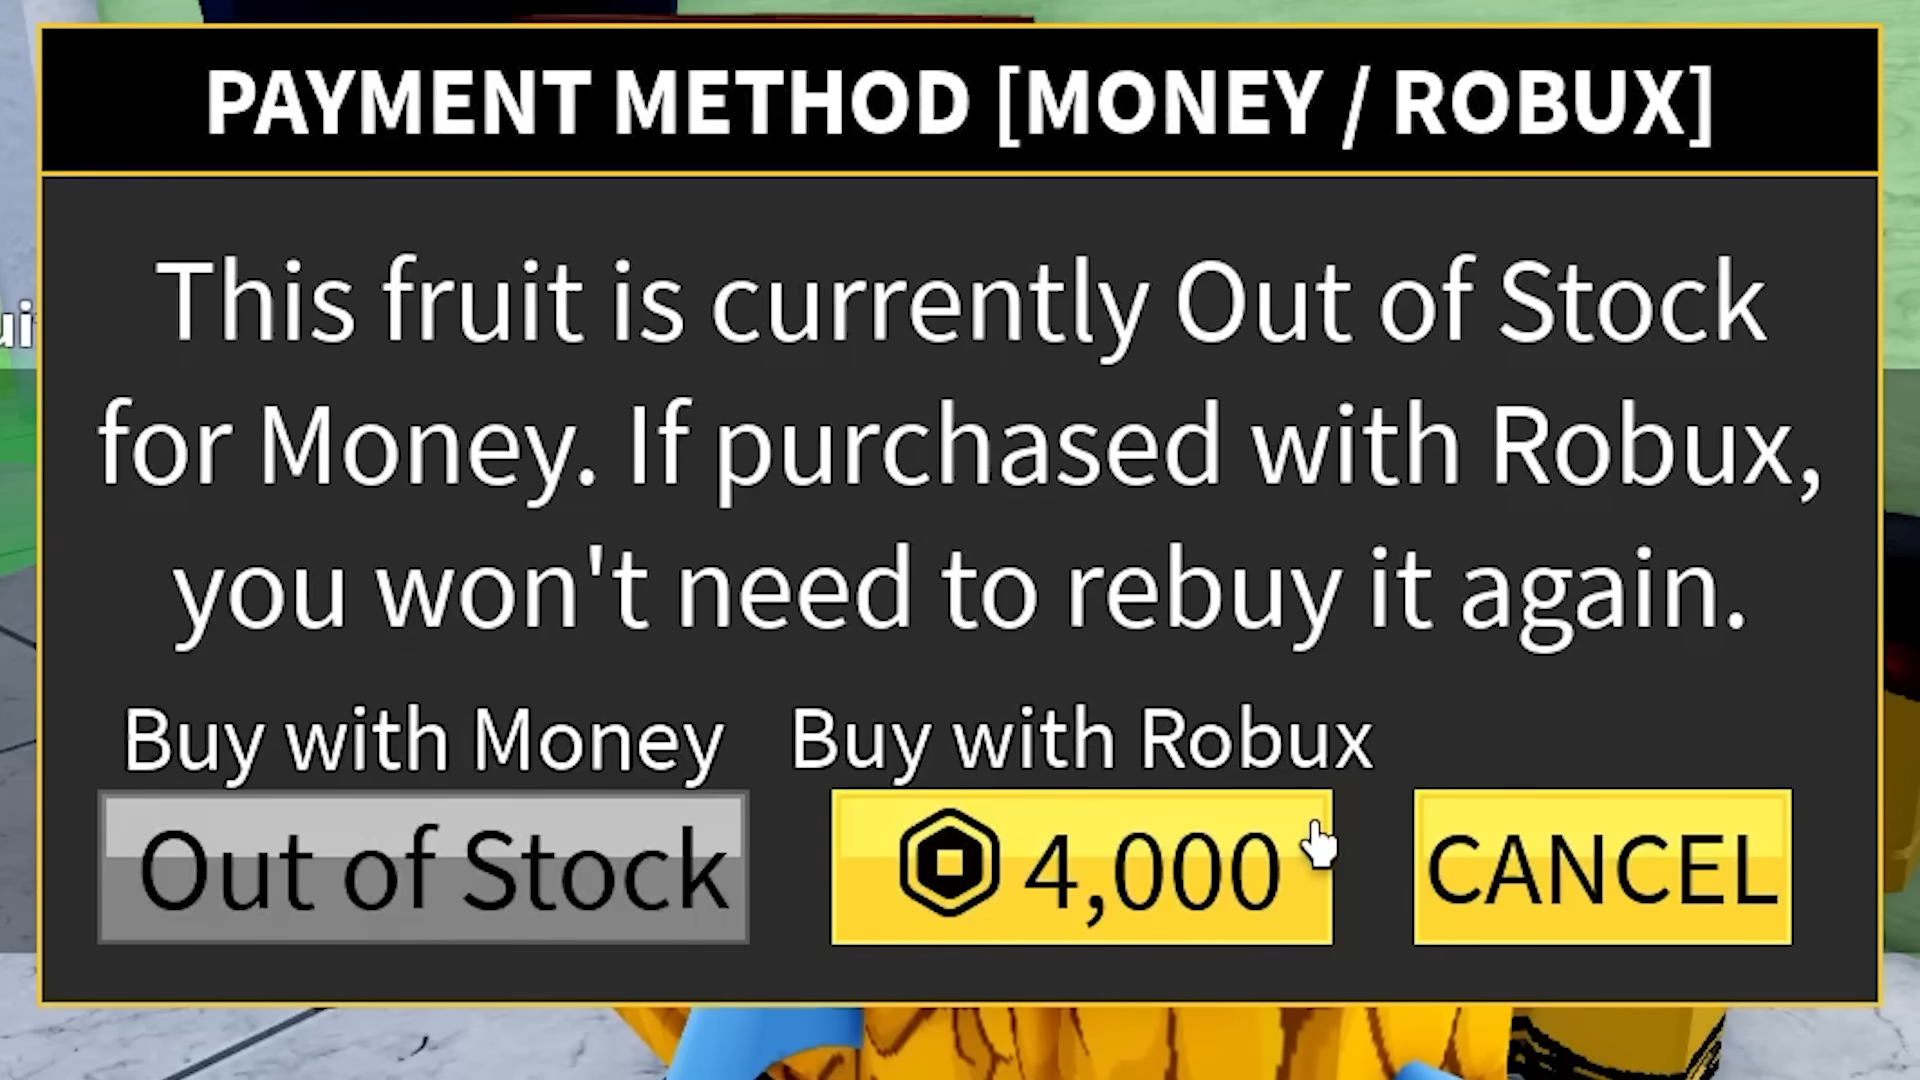 PAYMENT METHOD [MONEY / ROBUX]
This fruit is currently Out of Stock
for Money. If purchased with Robux,
you won't need to rebuy it again.
Buy with Money Buy with Robux
Out of Stock 4,000 CANCEL